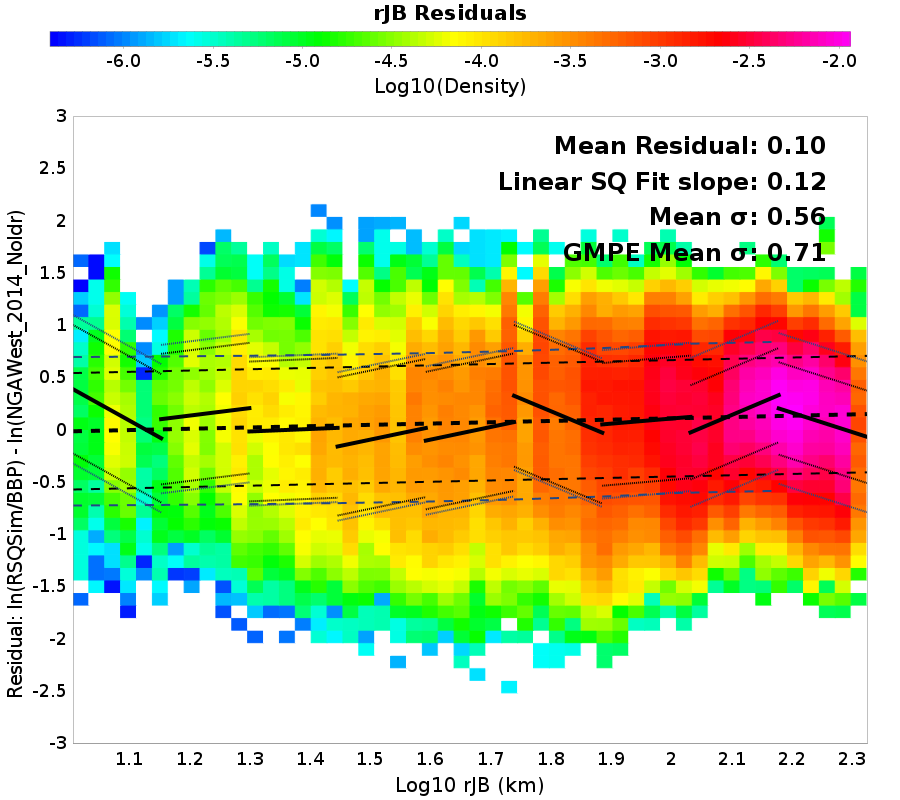 rJB Residuals
-6.0 -5.5 -5.0 -4.5 -4.0 -3.5 -3.0 -2.5 -2.0
Log10(Density)
Mean Residual: 0.10
Linear SQ Fit slope: 0.12
Mean σ: 0.56
GMPE Mean σ: 0.71
Residual: ln(RSQSim/BBP) - ln(NGAWest_2014_NoIdr)
3
2.5
2
1.5
1
0.5
0
-0.5
-1
-1.5
-2
-2.5
-3
1.1 1.2 1.3 1.4 1.5 1.6 1.7 1.8 1.9 2 2.1 2.2 2.3
Log10 rJB (km)